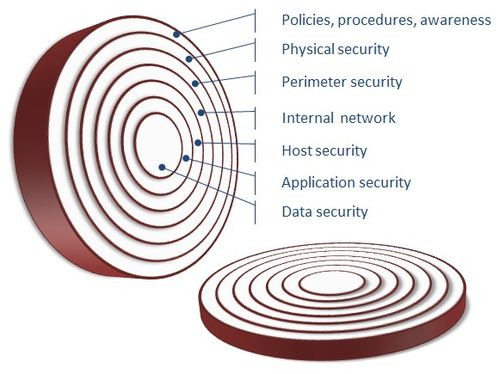 Policies, procedures, awareness
Physical security
Perimeter security
Internal network
Host security
Application security
Data security